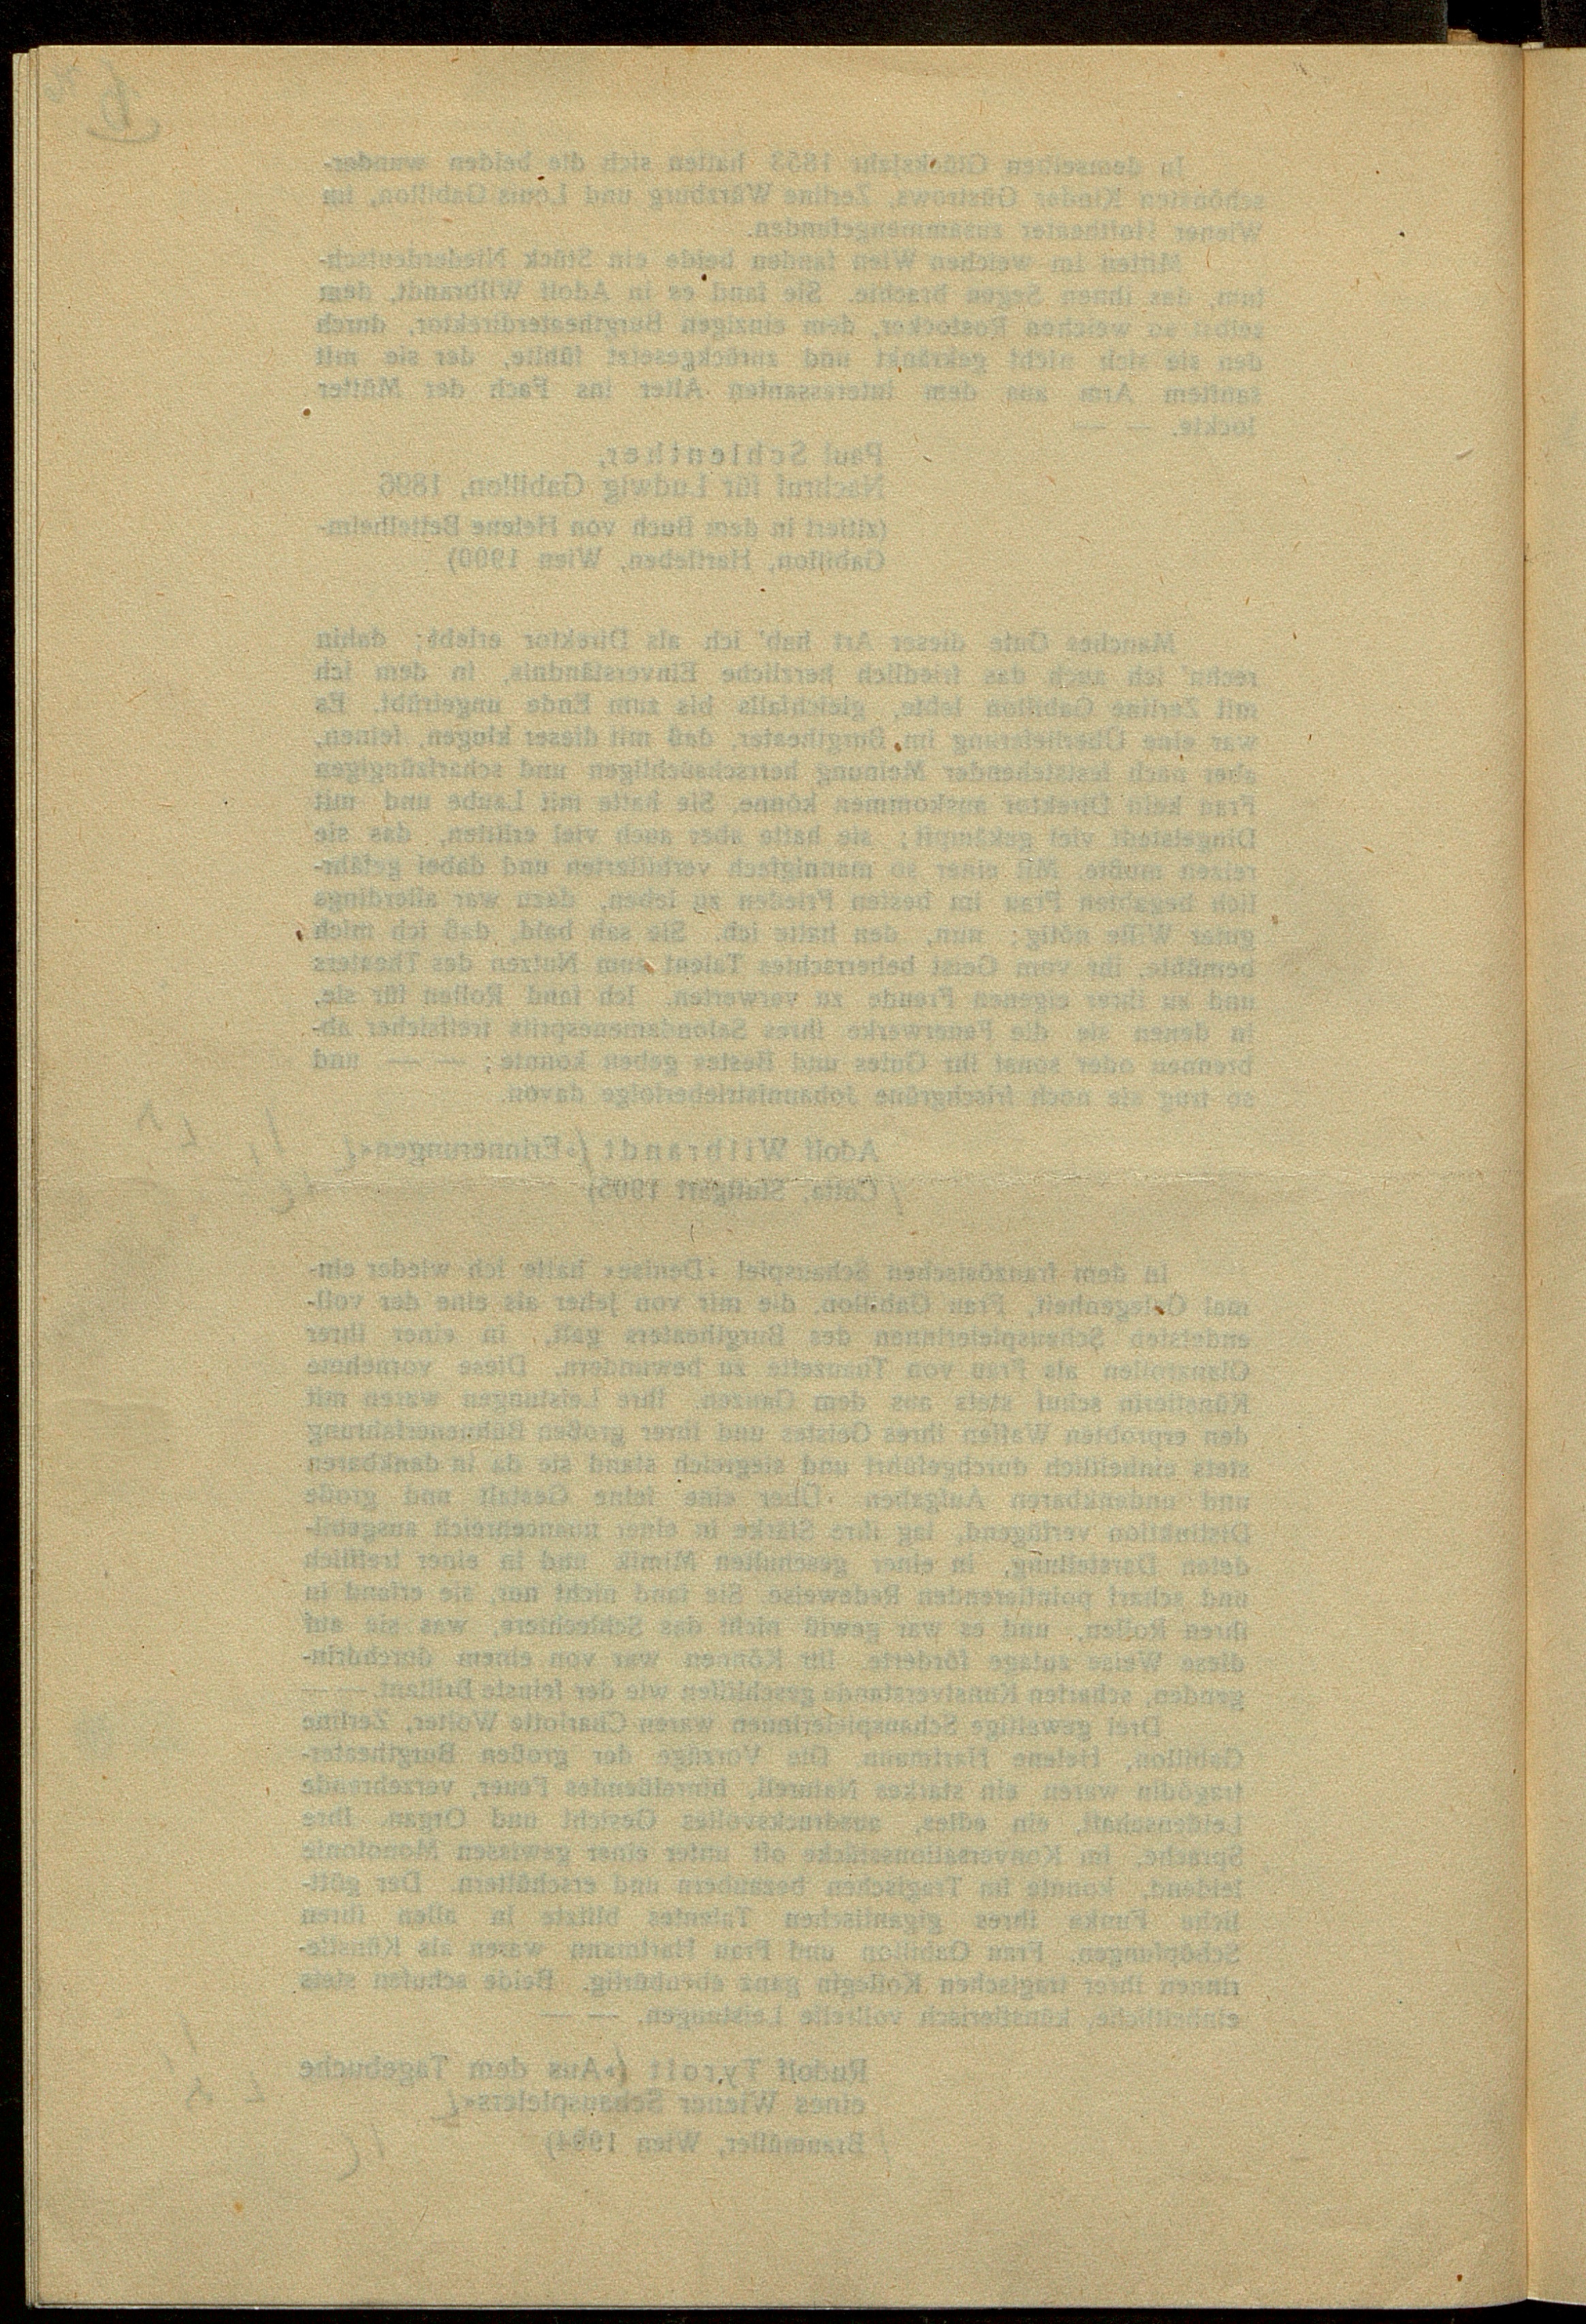 In demselben Glücksjahr 1853 hatten sich die beiden wunder-
schönsten Kinder Güstrows, Zerline Würzburg und Louis Gabillon, im
Wiener Hoftheater zusammengefunden.
Mitten im weichen Wien fanden beide ein Stück Niederdeutsch-
tum, das ihnen Segen brachte. Sie fand es in Adolf Wilbrandt, dem
selbst so weichen Rostocker, dem einzigen Burgtheaterdirektor, durch
den sie sich nicht gekränkt und zurückgesetzt fühlte, der sie mit
sanftem Arm aus dem interessanten Alter ins Fach der Mütter
lockte. — —
Paul Schlenther,
Nachruf für Ludwig Gabillon, 1896
(zitiert in dem Buch von Helene Bettelheim-
Gabillon, Hartleben, Wien 1900)
Manches Gute dieser Art hab' ich als Direktor erlebt; dahin
rechn' ich auch das friedlich herzliche Einverständnis, in dem ich
mit Zerline Gabillon lebte, gleichfalls bis zum Ende ungetrübt. Es
war eine Überlieferung im Burgtheater, daß mit dieser klugen, feinen,
aber nach feststehender Meinung herrschsüchtigen und scharfzüngigen
Frau kein Direktor auskommen könne. Sie hatte mit Laube und mit
Dingelstedt viel gekämpft; sie hatte aber auch viel erlitten, das sie
reizen mußte. Mit einer so mannigfach verbitterten und dabei gefähr-
lich begabten Frau im besten Frieden zu leben, dazu war allerdings
guter Wille nötig; nun, den hatte ich. Sie sah bald, daß ich mich
bemühte, ihr vom Geist beherrschtes Talent zum Nutzen des Theaters
und zu ihrer eigenen Freude zu verwerten. Ich fand Rollen für sie,
in denen sie die Feuerwerke ihres Salondamenesprits treffsicher ab-
brennen oder sonst ihr Gutes und Bestes geben konnte; — — und
so trug sie noch frischgrüne Johannistrieberfolge davon.
Adolf Wilbrandt (»Erinnerungen«
Cotta, Stuttgart 1905)
In dem französischen Schauspiel »Denise« hatte ich wieder ein-
mal Gelegenheit, Frau Gabillon, die mir von jeher als eine der voll-
endetsten Schauspielerinnen des Burgtheaters galt, in einer ihrer
Glanzrollen als Frau von Thauzette zu bewundern. Diese vornehme
Künstlerin schuf stets aus dem Ganzen. Ihre Leistungen waren mit
den erprobten Waffen ihres Geistes und ihrer großen Bühnenerfahrung
stets einheitlich durchgeführt und siegreich stand sie da in dankbaren
und undankbaren Aufgaben. Über eine feine Gestalt und große
Distinktion verfügend, lag ihre Stärke in einer nuancenreich ausgebil-
deten Darstellung, in einer geschulten Mimik und in einer trefflich
und scharf pointierenden Redeweise. Sie fand nicht nur, sie erfand in
ihren Rollen, und es war gewiß nicht das Schlechtere, was sie auf
diese Weise zutage förderte. Ihr Können war von einem durchdrin-
genden, scharfen Kunstverstande geschliffen wie der feinste Brillant. — —
Drei gewaltige Schauspielerinnen waren Charlotte Wolter, Zerline
Gabillon, Helene Hartmann. Die Vorzüge der großen Burgtheater-
tragödin waren ein starkes Naturell, hinreißendes Feuer, verzehrende
Leidenschaft, ein edles, ausdrucksvolles Gesicht und Organ. Ihre
Sprache, im Konversationsstücke oft unter einer gewissen Monotonie
leidend, konnte im Tragischen bezaubern und erschüttern. Der gött-
liche Funke ihres gigantischen Talentes blitzte in allen ihren
Schöpfungen. Frau Gabillon und Frau Hartmann waren als Künstle-
rinnen ihrer tragischen Kollegin ganz ebenbürtig. Beide schufen stets
einheitliche, künstlerisch vollreife Leistungen. — —
Rudolf Tyrolt (»Aus dem Tagebuche
eines Wiener Schauspielers«
Braumüller, Wien 1904)